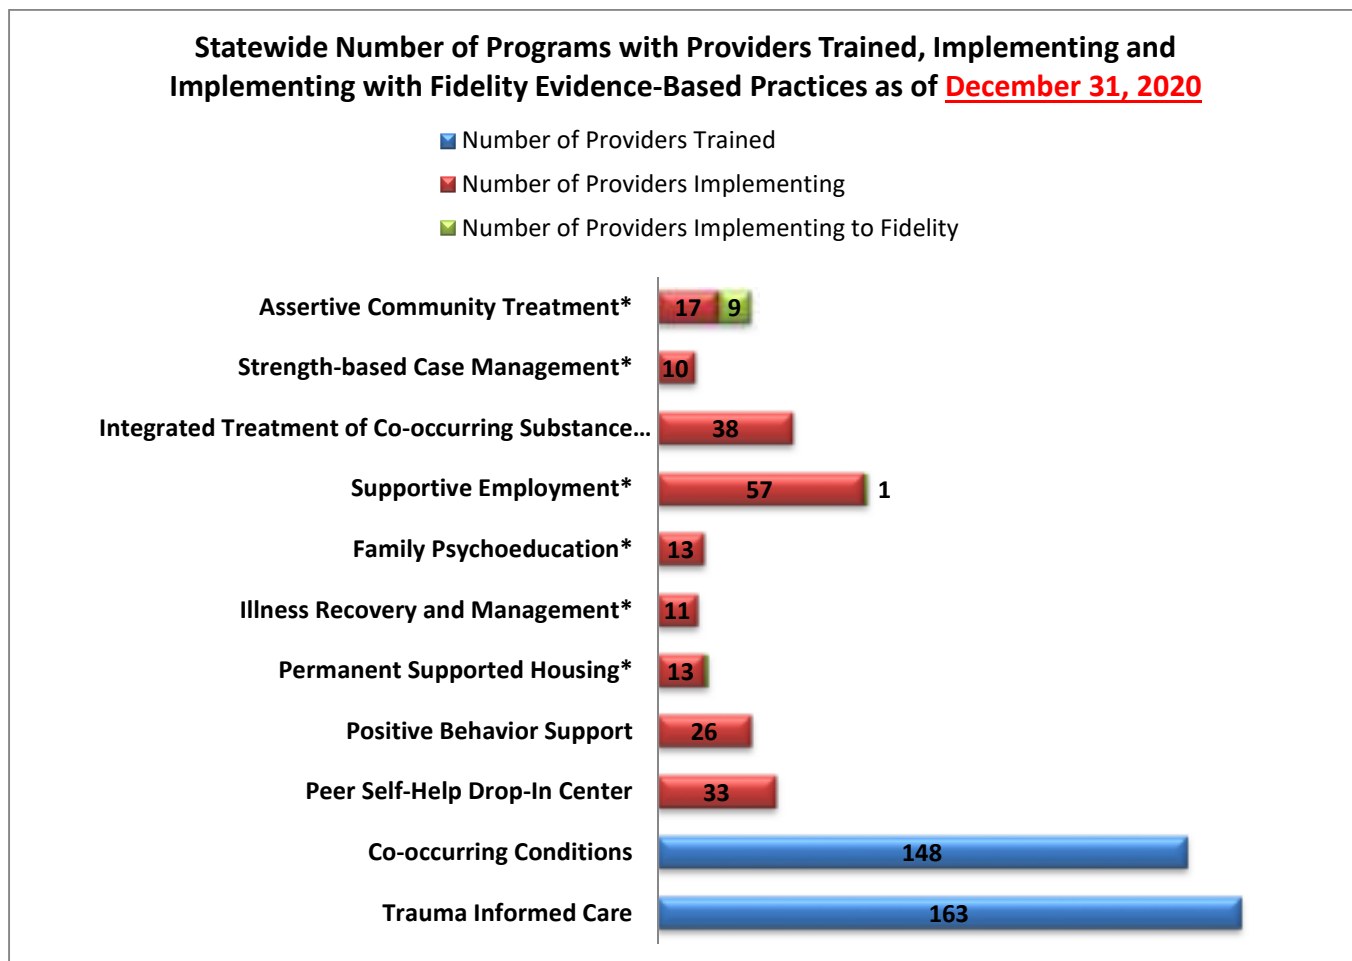 Statewide Number of Programs with Providers Trained, Implementing and
Implementing with Fidelity Evidence-Based Practices as of December 31, 2020
Number of Providers Trained
Number of Providers Implementing
Number of Providers Implementing to Fidelity
Assertive Community Treatment* 17 9
Strength-based Case Management* 10
Integrated Treatment of Co-occurring Substance… 38
Supportive Employment* 57 1
Family Psychoeducation* 13
Illness Recovery and Management* 11
Permanent Supported Housing* 13
Positive Behavior Support 26
Peer Self-Help Drop-In Center 33
Co-occurring Conditions 148
Trauma Informed Care 163